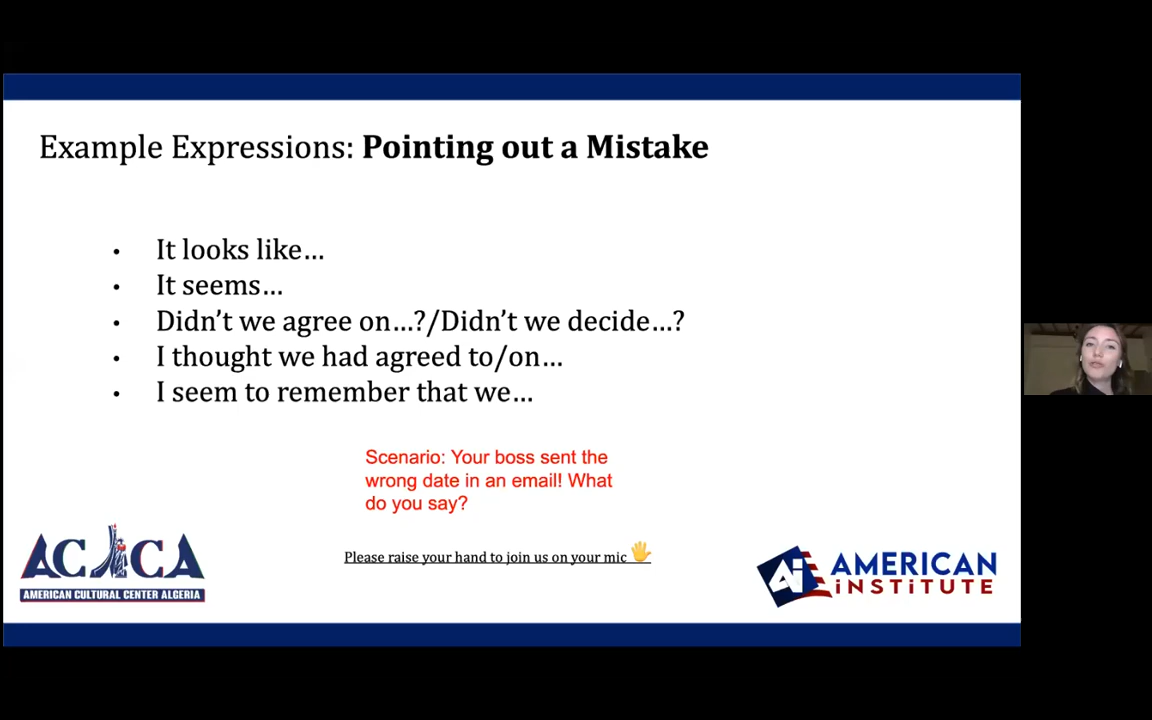 Example Expressions: Pointing out a Mistake
• It looks like…
• It seems…
• Didn't we agree on…?/Didn't we decide…?
• I thought we had agreed to/on…
• I seem to remember that we…
Scenario: Your boss sent the
wrong date in an email! What
do you say?
Please raise your hand to join us on your mic 🖐
ACCA
AMERICAN CULTURAL CENTER ALGERIA
Ai
AMERICAN
INSTITUTE